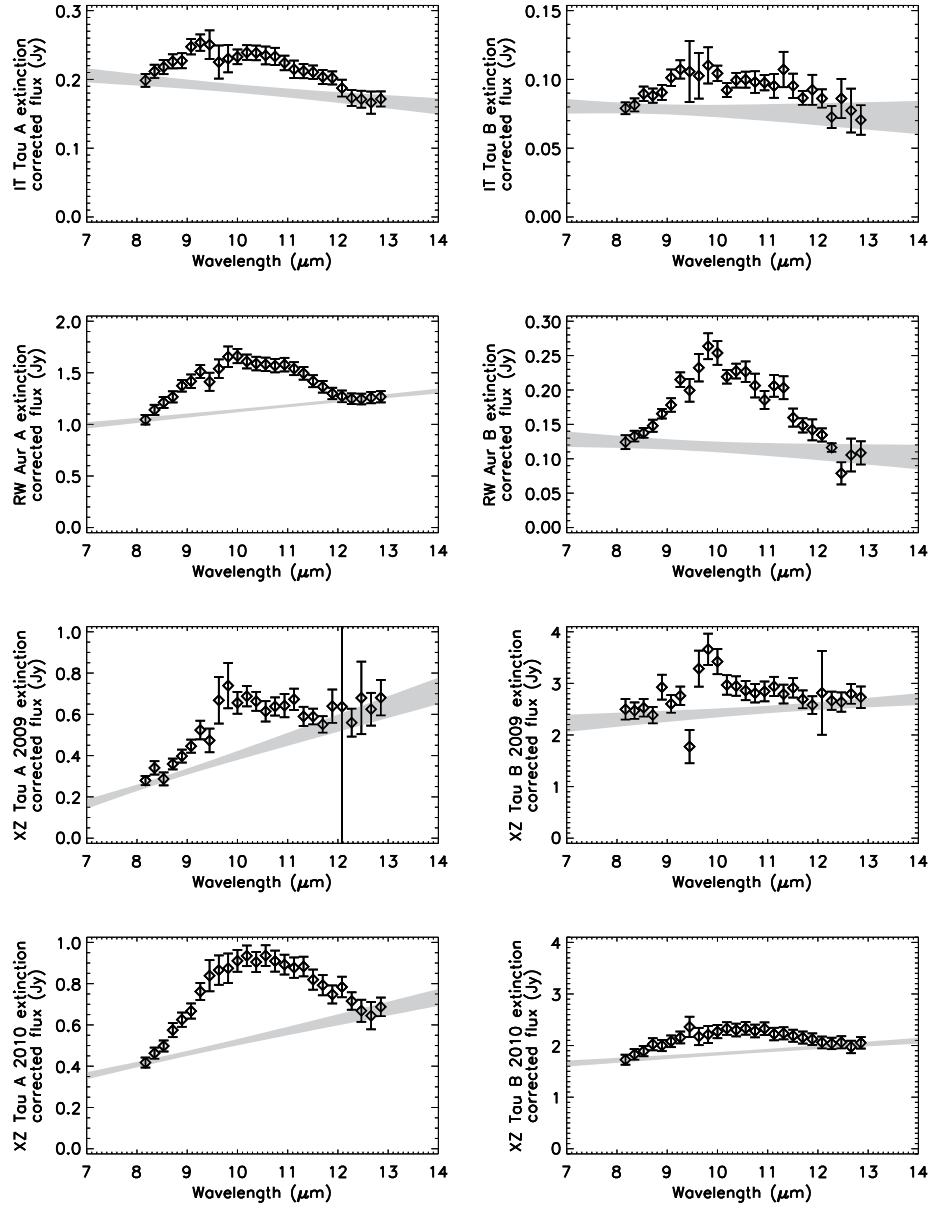 IT Tau A extinction
corrected flux (Jy)
0.3
0.2
0.1
0.0
7 8 9 10 11 12 13 14
Wavelength (μm)
IT Tau B extinction
corrected flux (Jy)
0.15
0.10
0.05
0.00
7 8 9 10 11 12 13 14
Wavelength (μm)
RW Aur A extinction
corrected flux (Jy)
2.0
1.5
1.0
0.5
0.0
7 8 9 10 11 12 13 14
Wavelength (μm)
RW Aur B extinction
corrected flux (Jy)
0.30
0.25
0.20
0.15
0.10
0.05
0.00
7 8 9 10 11 12 13 14
Wavelength (μm)
XZ Tau A 2009 extinction
corrected flux (Jy)
1.0
0.8
0.6
0.4
0.2
0.0
7 8 9 10 11 12 13 14
Wavelength (μm)
XZ Tau B 2009 extinction
corrected flux (Jy)
4
3
2
1
0
7 8 9 10 11 12 13 14
Wavelength (μm)
XZ Tau A 2010 extinction
corrected flux (Jy)
1.0
0.8
0.6
0.4
0.2
0.0
7 8 9 10 11 12 13 14
Wavelength (μm)
XZ Tau B 2010 extinction
corrected flux (Jy)
4
3
2
1
0
7 8 9 10 11 12 13 14
Wavelength (μm)